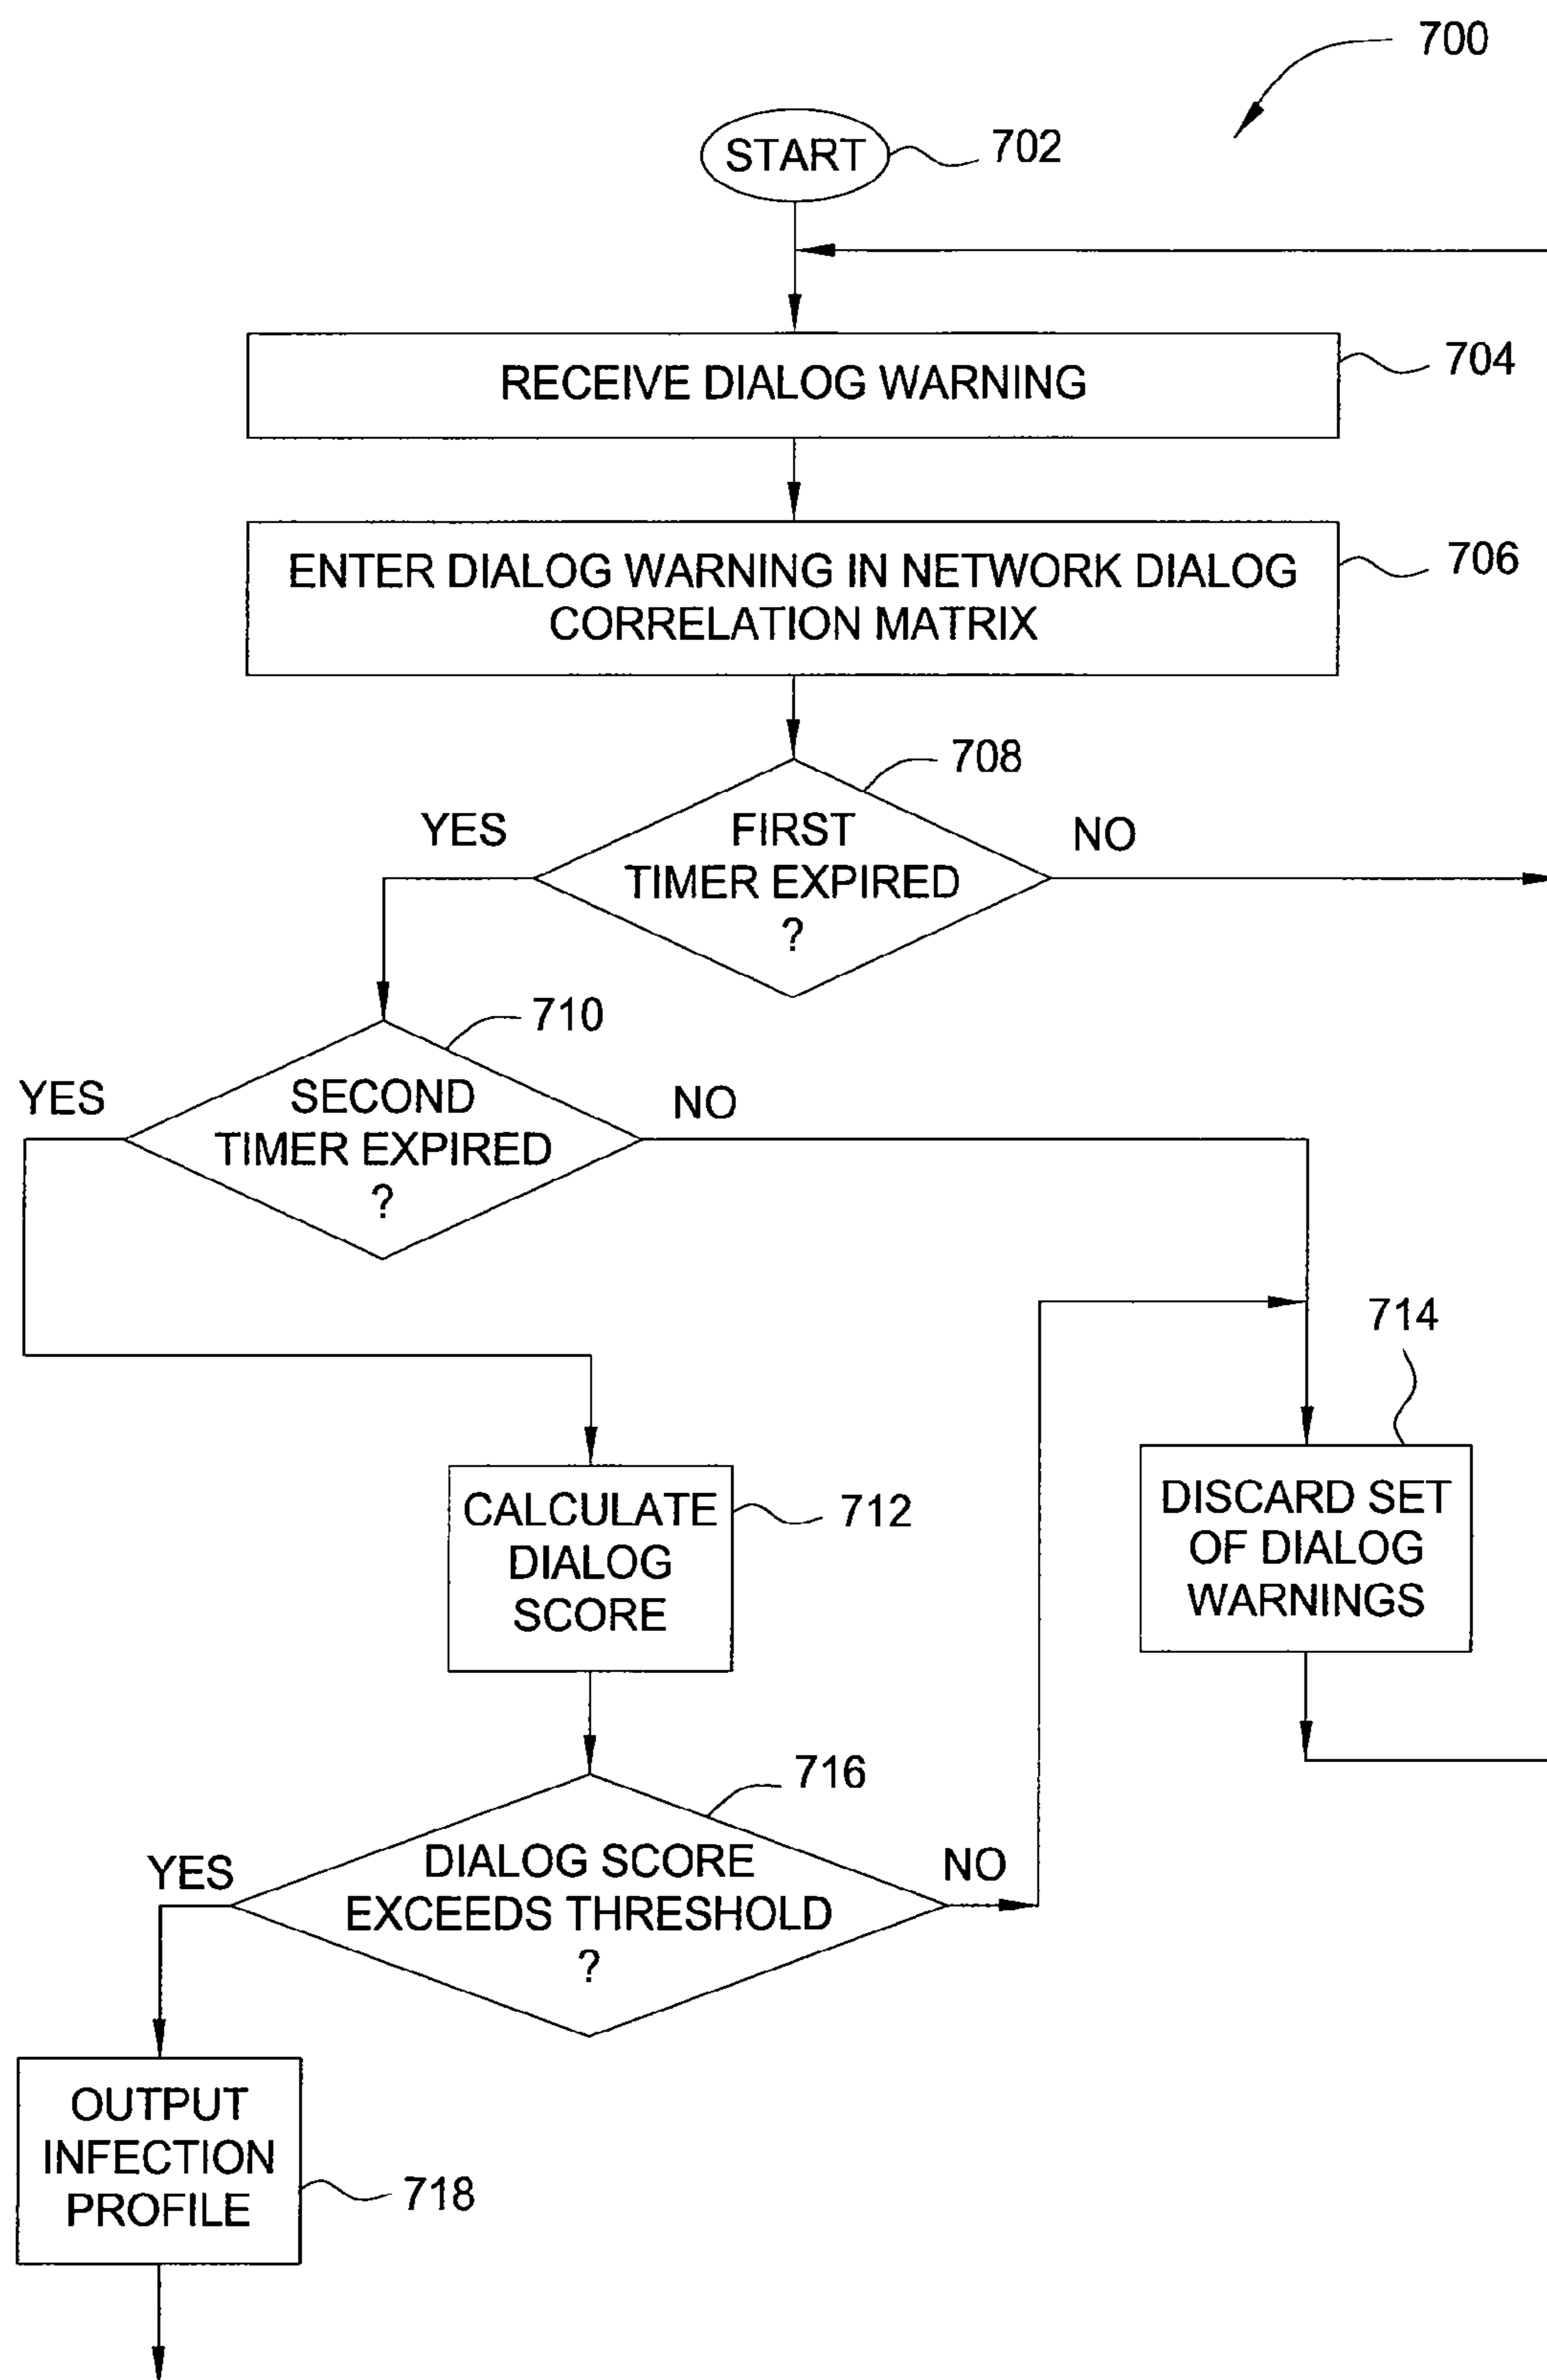 700
START
702
RECEIVE DIALOG WARNING
704
ENTER DIALOG WARNING IN NETWORK DIALOG
CORRELATION MATRIX
706
708
YES
FIRST
TIMER EXPIRED
?
NO
710
YES
SECOND
TIMER EXPIRED
?
NO
714
CALCULATE
DIALOG
SCORE
712
DISCARD SET
OF DIALOG
WARNINGS
716
YES
DIALOG SCORE
EXCEEDS THRESHOLD
?
NO
OUTPUT
INFECTION
PROFILE
718